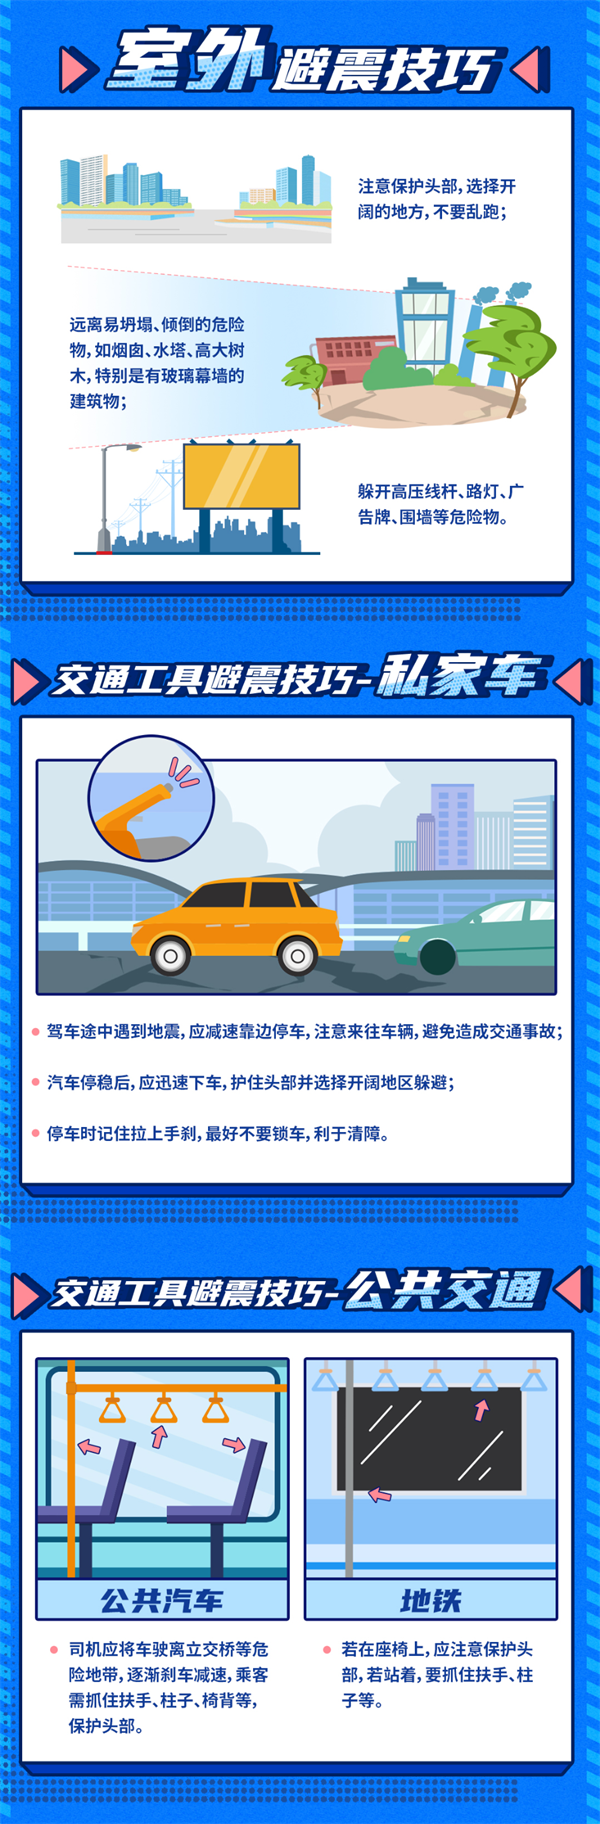 室外避震技巧
注意保护头部,选择开
阔的地方,不要乱跑;
远离易坍塌、倾倒的危险
物,如烟囱、水塔、高大树
木,特别是有玻璃幕墙的
建筑物;
躲开高压线杆、路灯、广
告牌、围墙等危险物。
交通工具避震技巧-私家车
驾车途中遇到地震,应减速靠边停车,注意来往车辆,避免造成交通事故;
汽车停稳后,应迅速下车,护住头部并选择开阔地区躲避;
停车时记住拉上手刹,最好不要锁车,利于清障。
交通工具避震技巧-公共交通
公共汽车
司机应将车驶离立交桥等危
险地带,逐渐刹车减速,乘客
需抓住扶手、柱子、椅背等,
保护头部。
地铁
若在座椅上,应注意保护头
部,若站着,要抓住扶手、柱
子等。